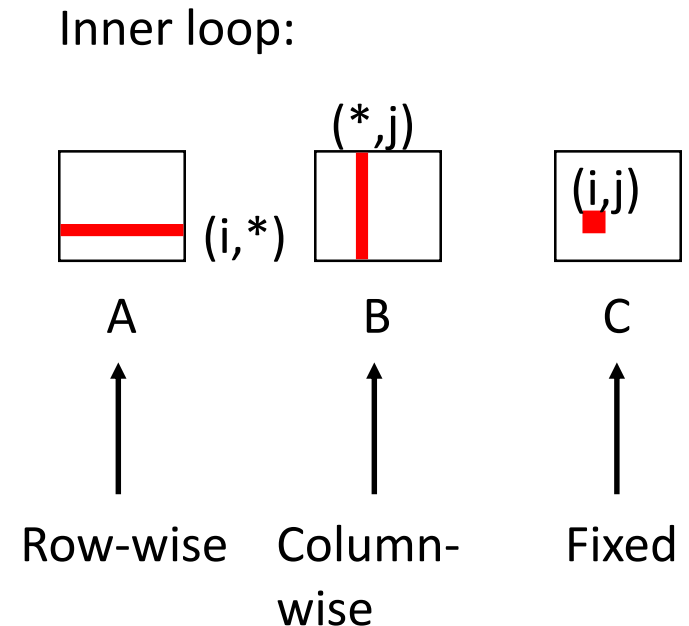 Inner loop:
(*,j)
(i,j)
(i,*)
A B C
Row-wise Column- Fixed
wise